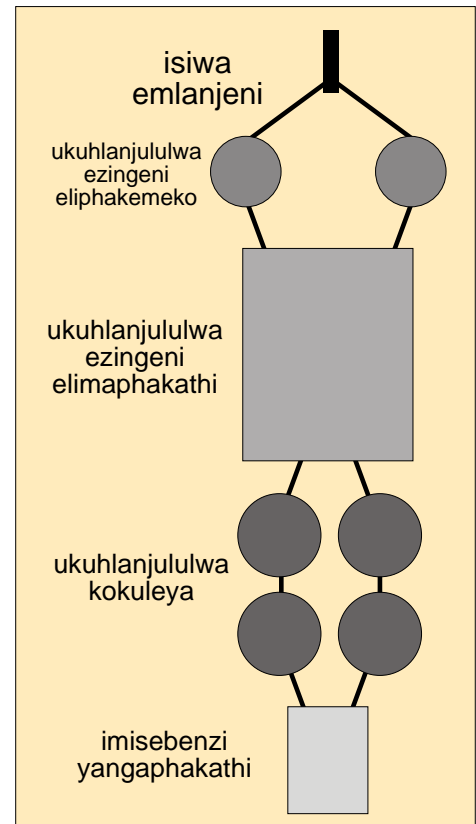 isiwa
emlanjeni
ukuhlanjululwa
ezingeni
eliphakemeko
ukuhlanjululwa
ezingeni
elimaphakathi
ukuhlanjululwa
kokuleya
imisebenzi
yangaphakathi